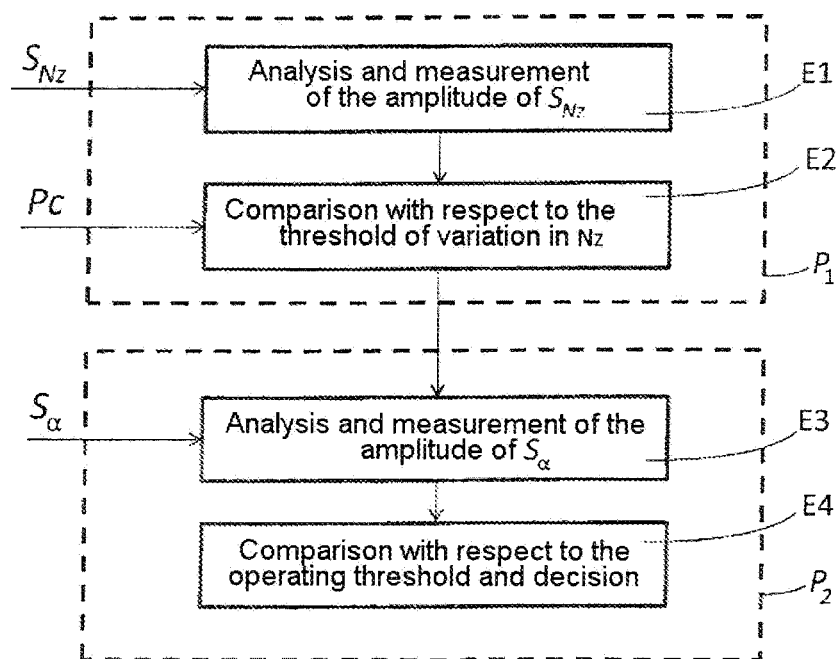 S_Nz
Analysis and measurement
of the amplitude of S_Nz
E1
Pc
Comparison with respect to the
threshold of variation in Nz
E2
P_1
S_α
Analysis and measurement of the
amplitude of S_α
E3
Comparison with respect to the
operating threshold and decision
E4
P_2